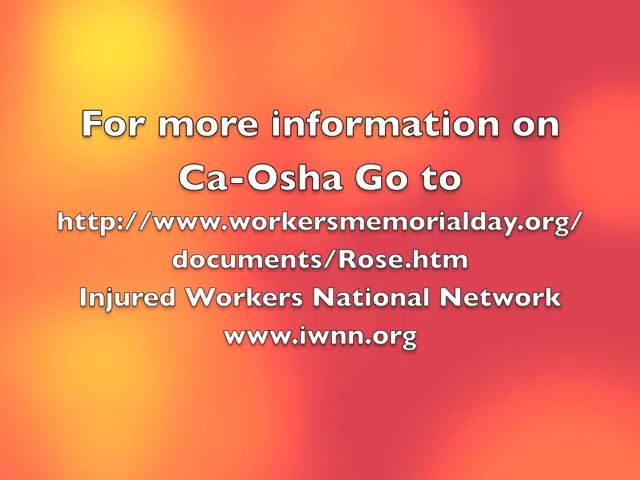 For more information on
Ca-Osha Go to
http://www.workersmemorialday.org/
documents/Rose.htm
Injured Workers National Network
www.iwnn.org